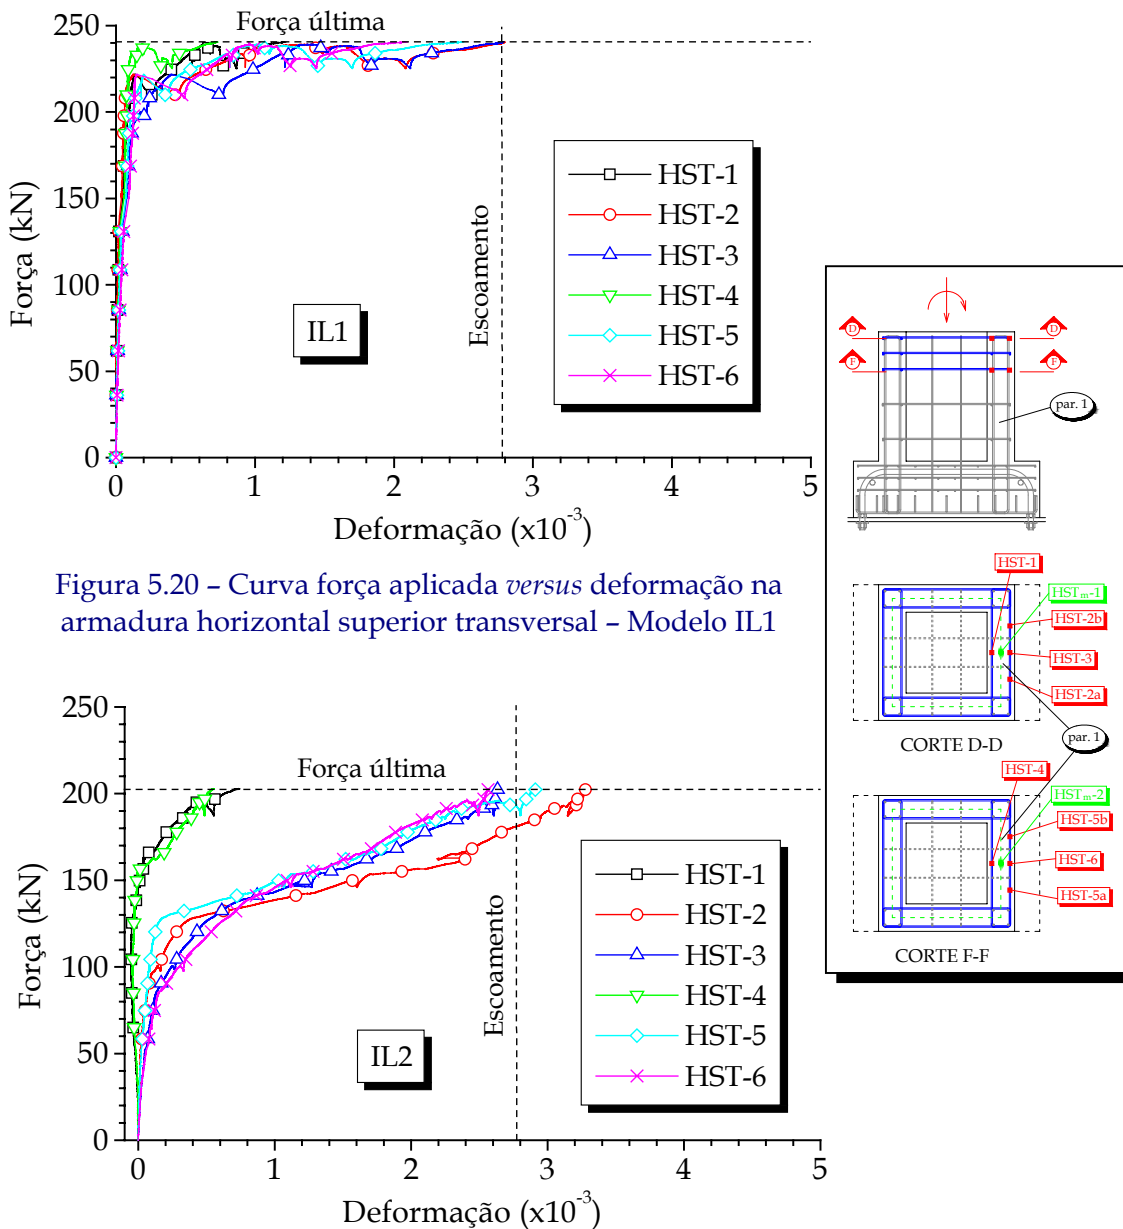 250
200
150
100
50
0
Força (kN)
Força última
Escoamento
IL1
HST-1
HST-2
HST-3
HST-4
HST-5
HST-6
0 1 2 3 4 5
Deformação (x10⁻³)
Figura 5.20 – Curva força aplicada versus deformação na
armadura horizontal superior transversal – Modelo IL1
250
200
150
100
50
0
Força (kN)
Força última
Escoamento
IL2
HST-1
HST-2
HST-3
HST-4
HST-5
HST-6
0 1 2 3 4 5
Deformação (x10⁻³)
D D
F F
par. 1
HST-1
HSTm-1
HST-2b
HST-3
HST-2a
CORTE D-D
par. 1
HST-4
HSTm-2
HST-5b
HST-6
HST-5a
CORTE F-F